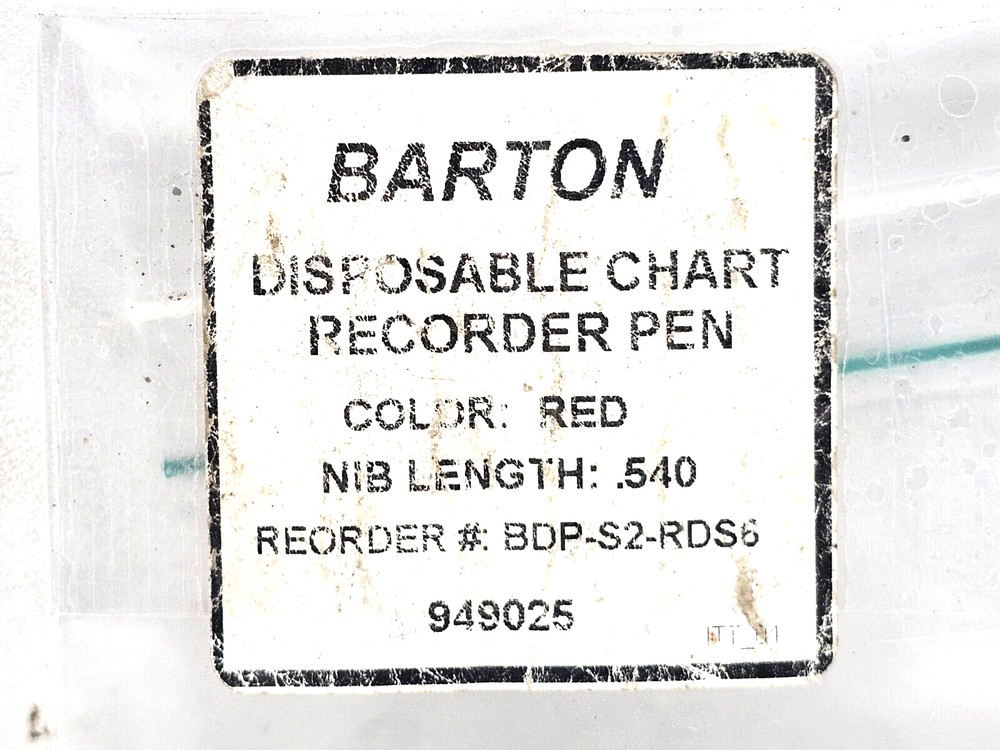 BARTON
DISPOSABLE CHART
RECORDER PEN
COLOR: RED
NIB LENGTH: .540
REORDER #: BDP-S2-RDS6
949025